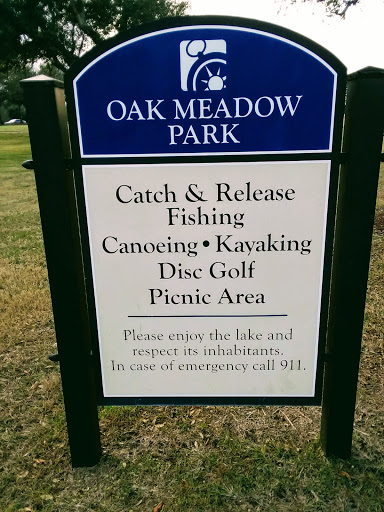 OAK MEADOW
PARK
Catch & Release
Fishing
Canoeing • Kayaking
Disc Golf
Picnic Area
Please enjoy the lake and
respect its inhabitants.
In case of emergency call 911.